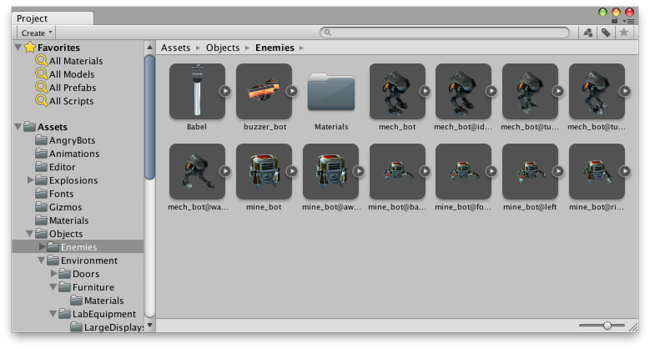 Project
Create
Favorites
All Materials
All Models
All Prefabs
All Scripts
Assets
AngryBots
Animations
Editor
Explosions
Fonts
Gizmos
Materials
Objects
Enemies
Environment
Doors
Furniture
Materials
LabEquipment
LargeDisplays
Assets ▸ Objects ▸ Enemies ▸
Babel
buzzer_bot
Materials
mech_bot
mech_bot@id...
mech_bot@tu...
mech_bot@tu...
mech_bot@wa...
mine_bot
mine_bot@aw...
mine_bot@ba...
mine_bot@fo...
mine_bot@left
mine_bot@ri...